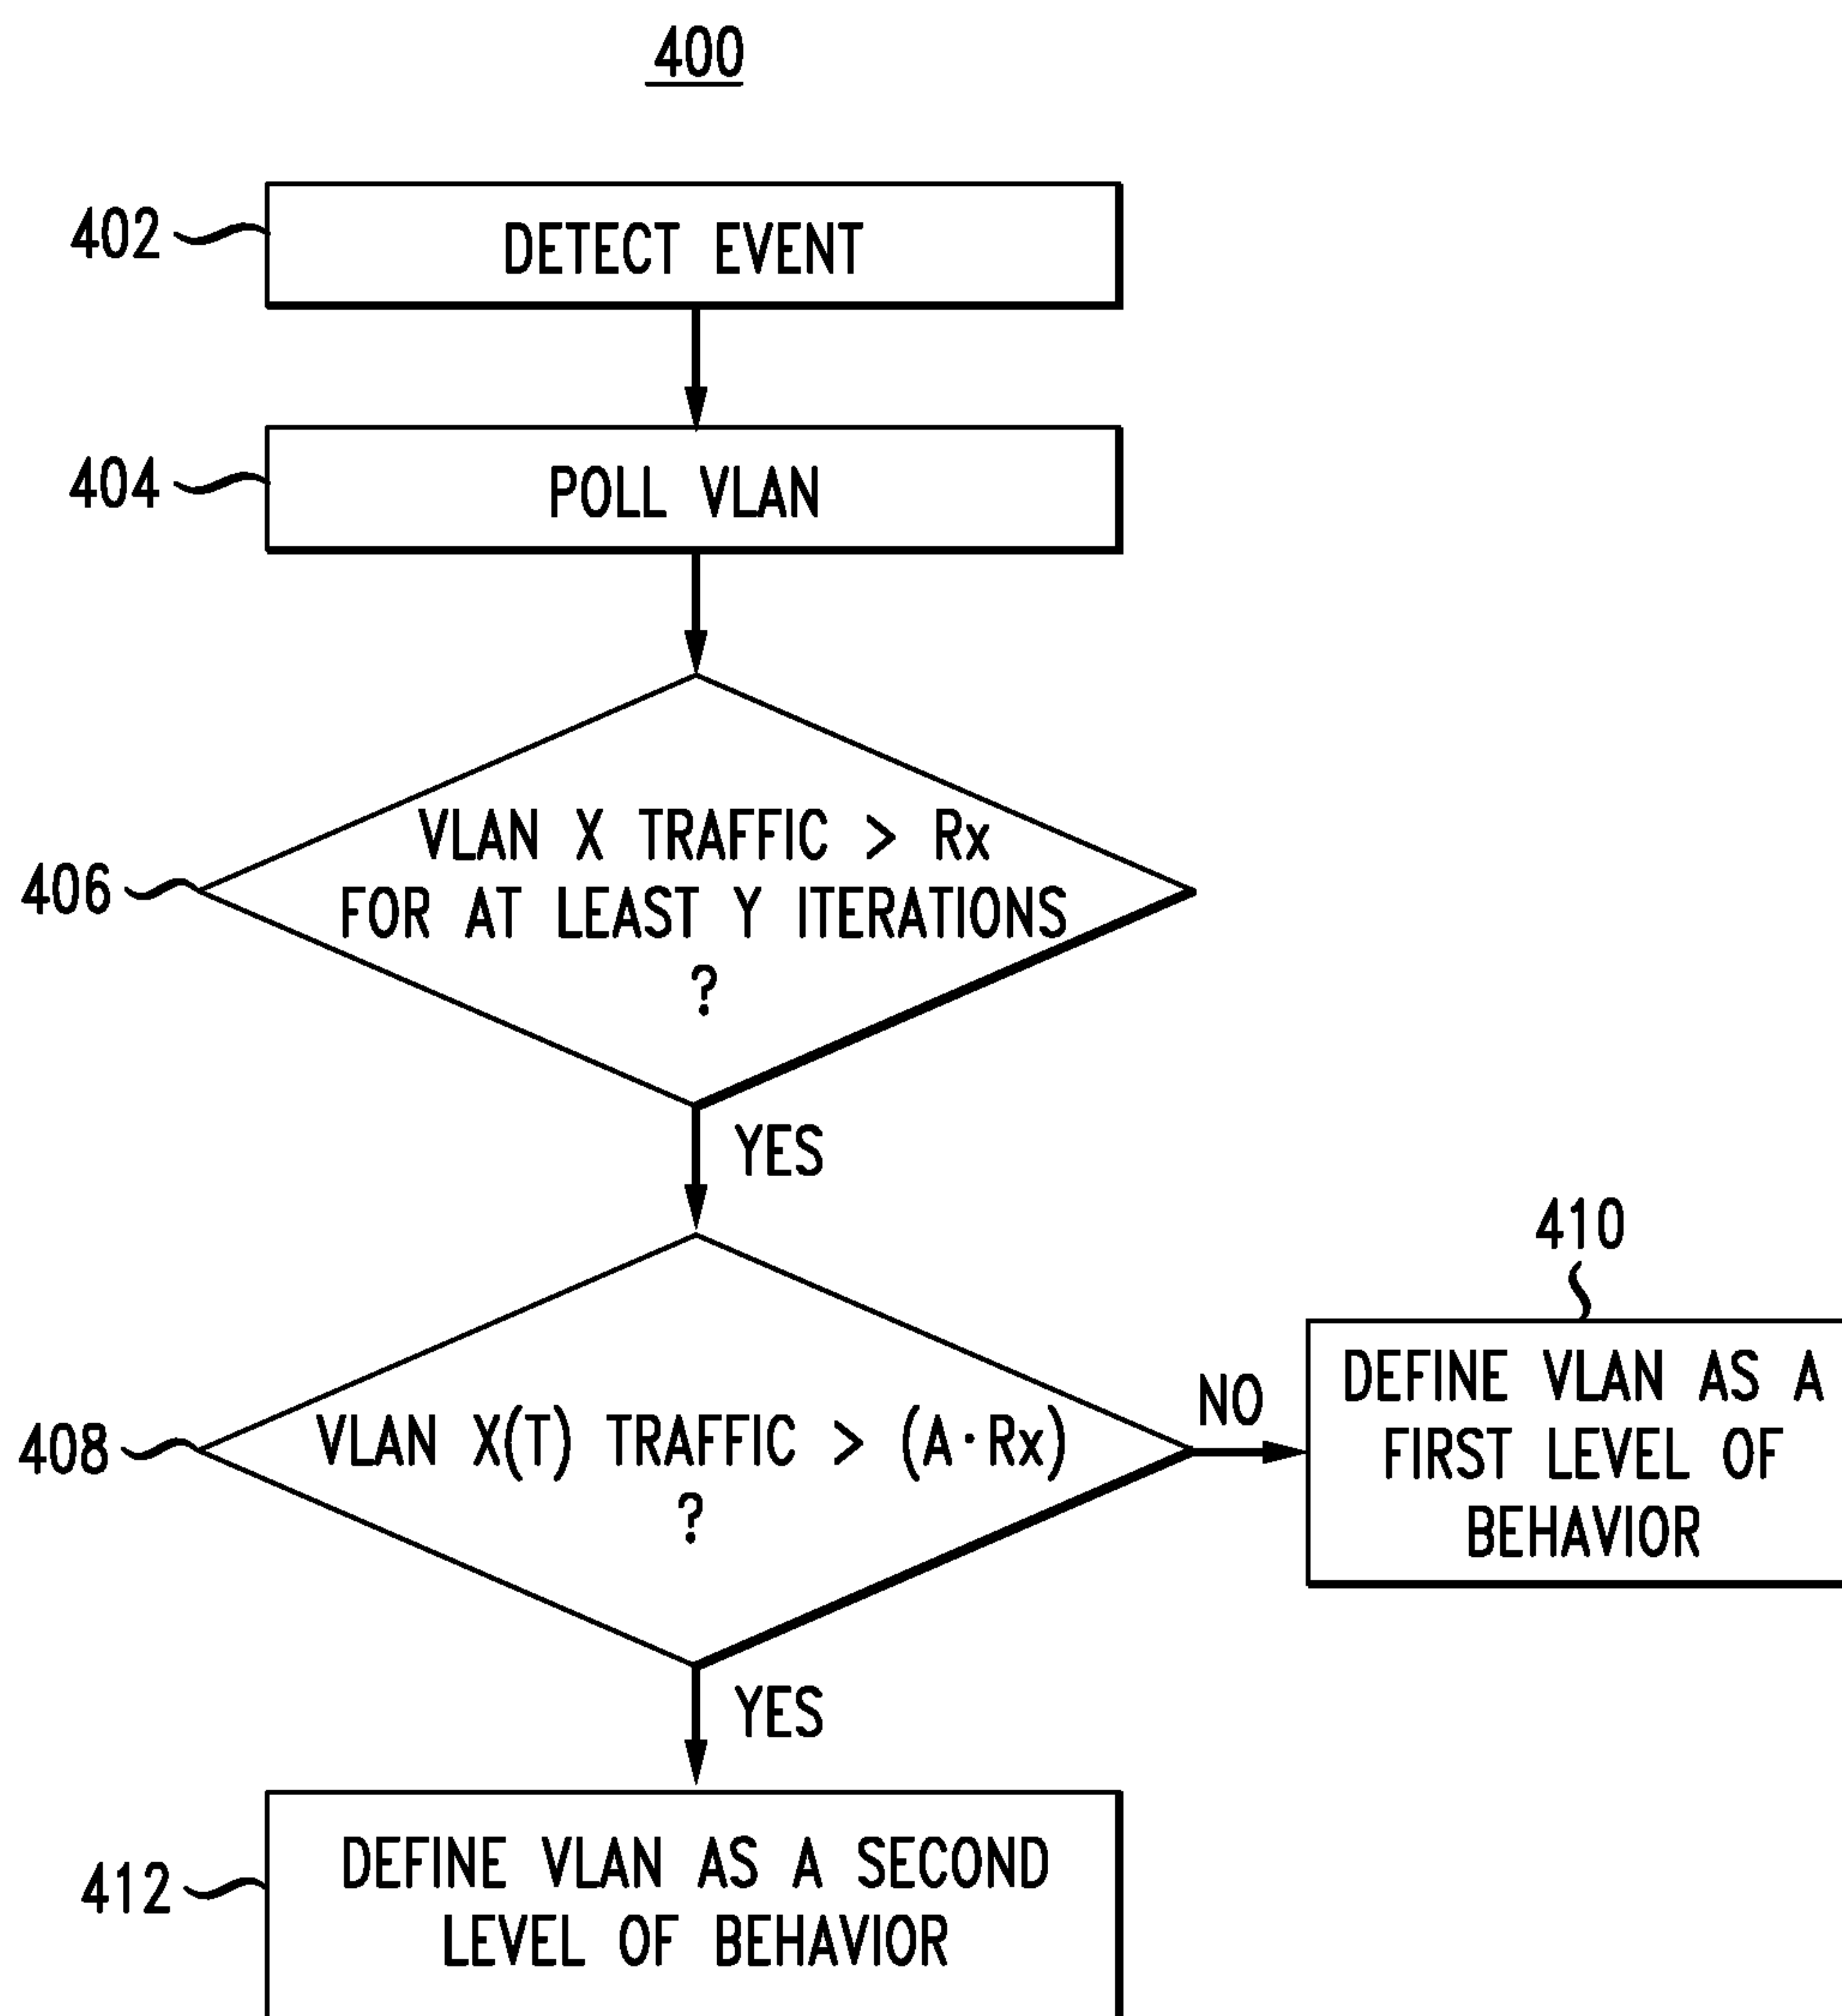 400
402
DETECT EVENT
404
POLL VLAN
406
VLAN X TRAFFIC > Rx
FOR AT LEAST Y ITERATIONS
?
YES
408
VLAN X(T) TRAFFIC > (A·Rx)
?
NO
410
DEFINE VLAN AS A
FIRST LEVEL OF
BEHAVIOR
YES
412
DEFINE VLAN AS A SECOND
LEVEL OF BEHAVIOR